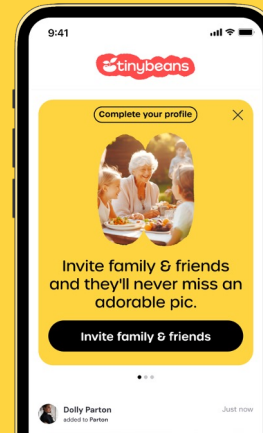 9:41
tinybeans
Complete your profile
Invite family & friends
and they'll never miss an
adorable pic.
Invite family & friends
Dolly Parton
Just now
added to Parton